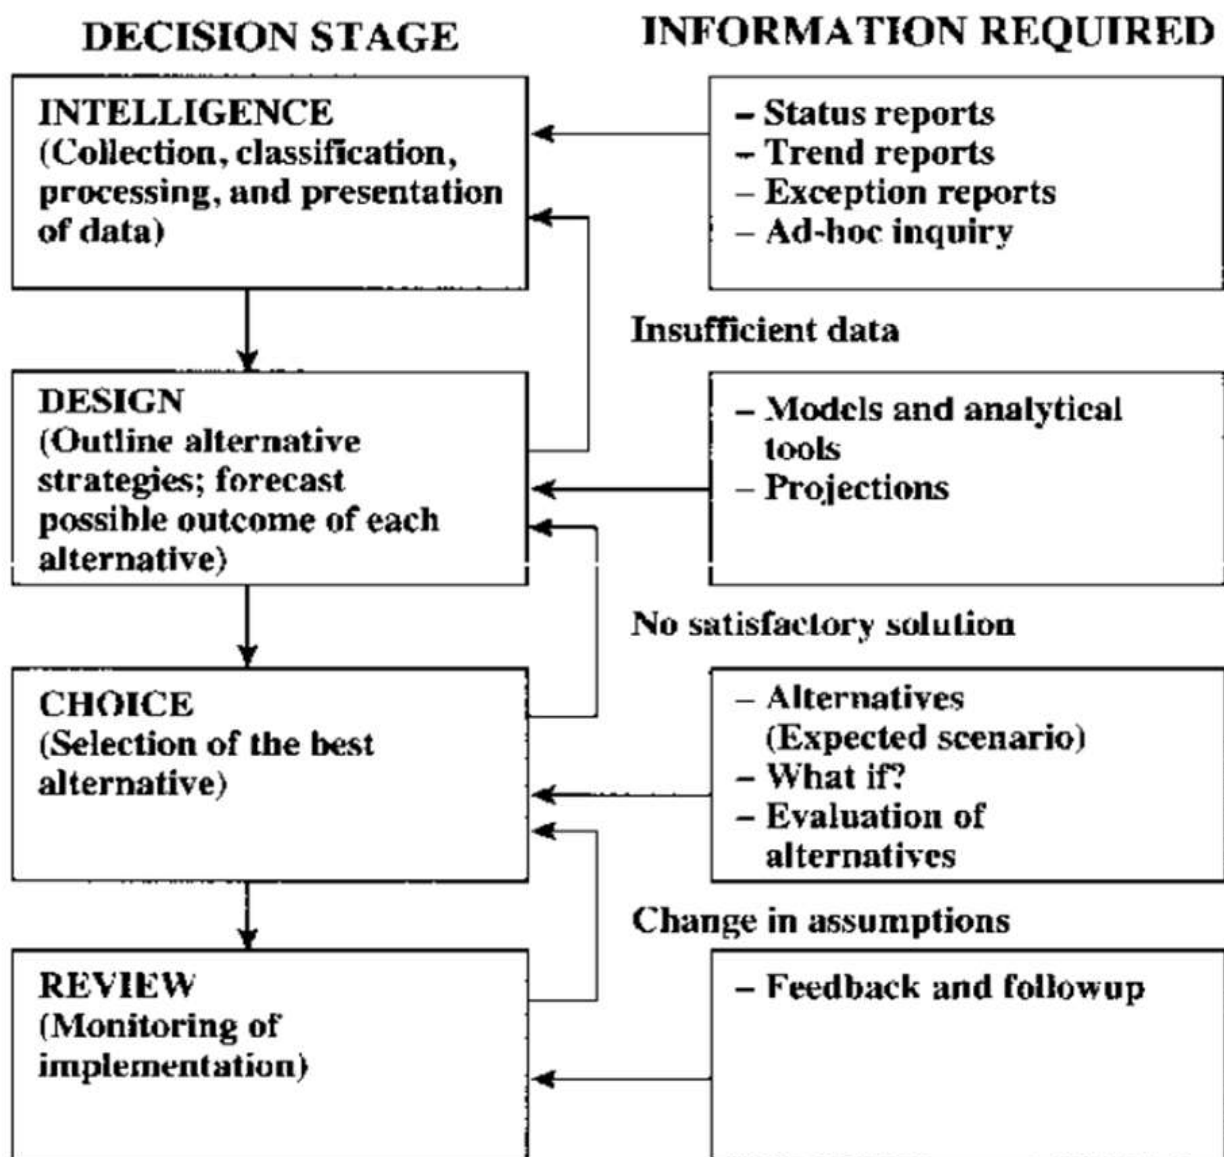 DECISION STAGE
INFORMATION REQUIRED
INTELLIGENCE
(Collection, classification,
processing, and presentation
of data)
– Status reports
– Trend reports
– Exception reports
– Ad-hoc inquiry
Insufficient data
DESIGN
(Outline alternative
strategies; forecast
possible outcome of each
alternative)
– Models and analytical
tools
– Projections
No satisfactory solution
CHOICE
(Selection of the best
alternative)
– Alternatives
(Expected scenario)
– What if?
– Evaluation of
alternatives
Change in assumptions
REVIEW
(Monitoring of
implementation)
– Feedback and followup